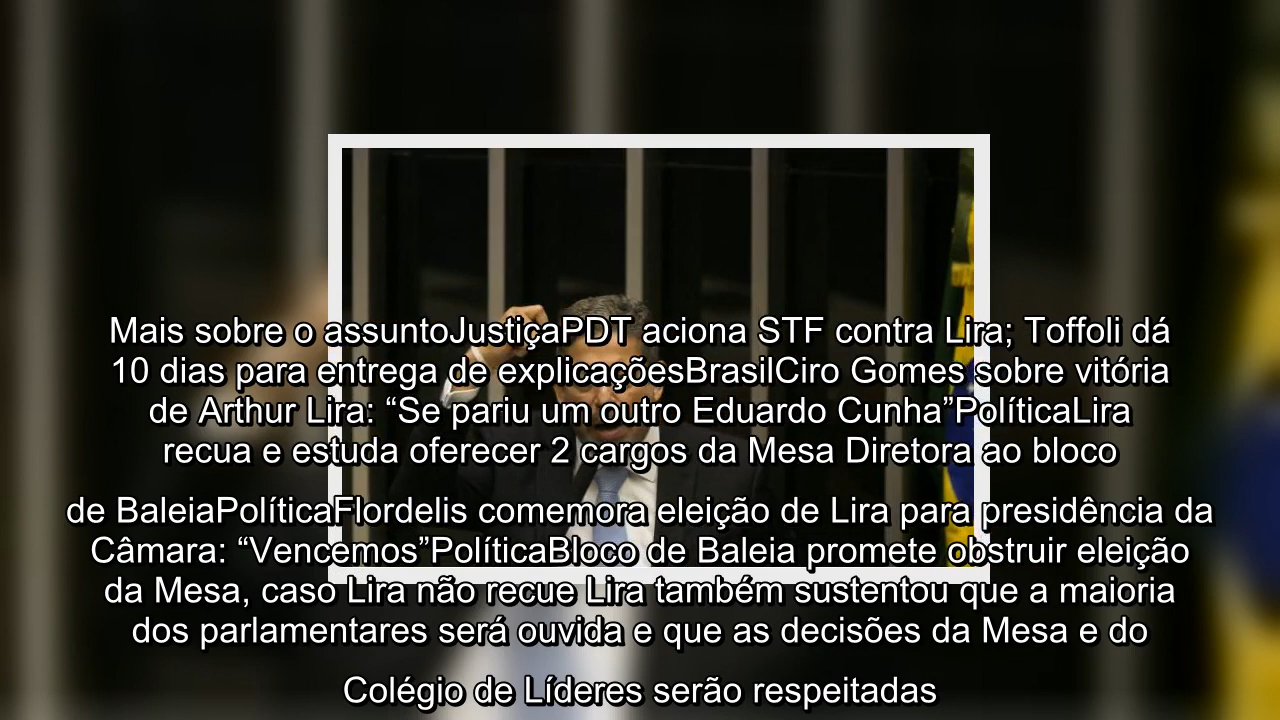 Mais sobre o assuntoJustiçaPDT aciona STF contra Lira; Toffoli dá
10 dias para entrega de explicaçõesBrasilCiro Gomes sobre vitória
de Arthur Lira: “Se pariu um outro Eduardo Cunha”PolíticaLira
recua e estuda oferecer 2 cargos da Mesa Diretora ao bloco
de BaleiaPolíticaFlordelis comemora eleição de Lira para presidência da
Câmara: “Vencemos”PolíticaBloco de Baleia promete obstruir eleição
da Mesa, caso Lira não recue Lira também sustentou que a maioria
dos parlamentares será ouvida e que as decisões da Mesa e do
Colégio de Líderes serão respeitadas